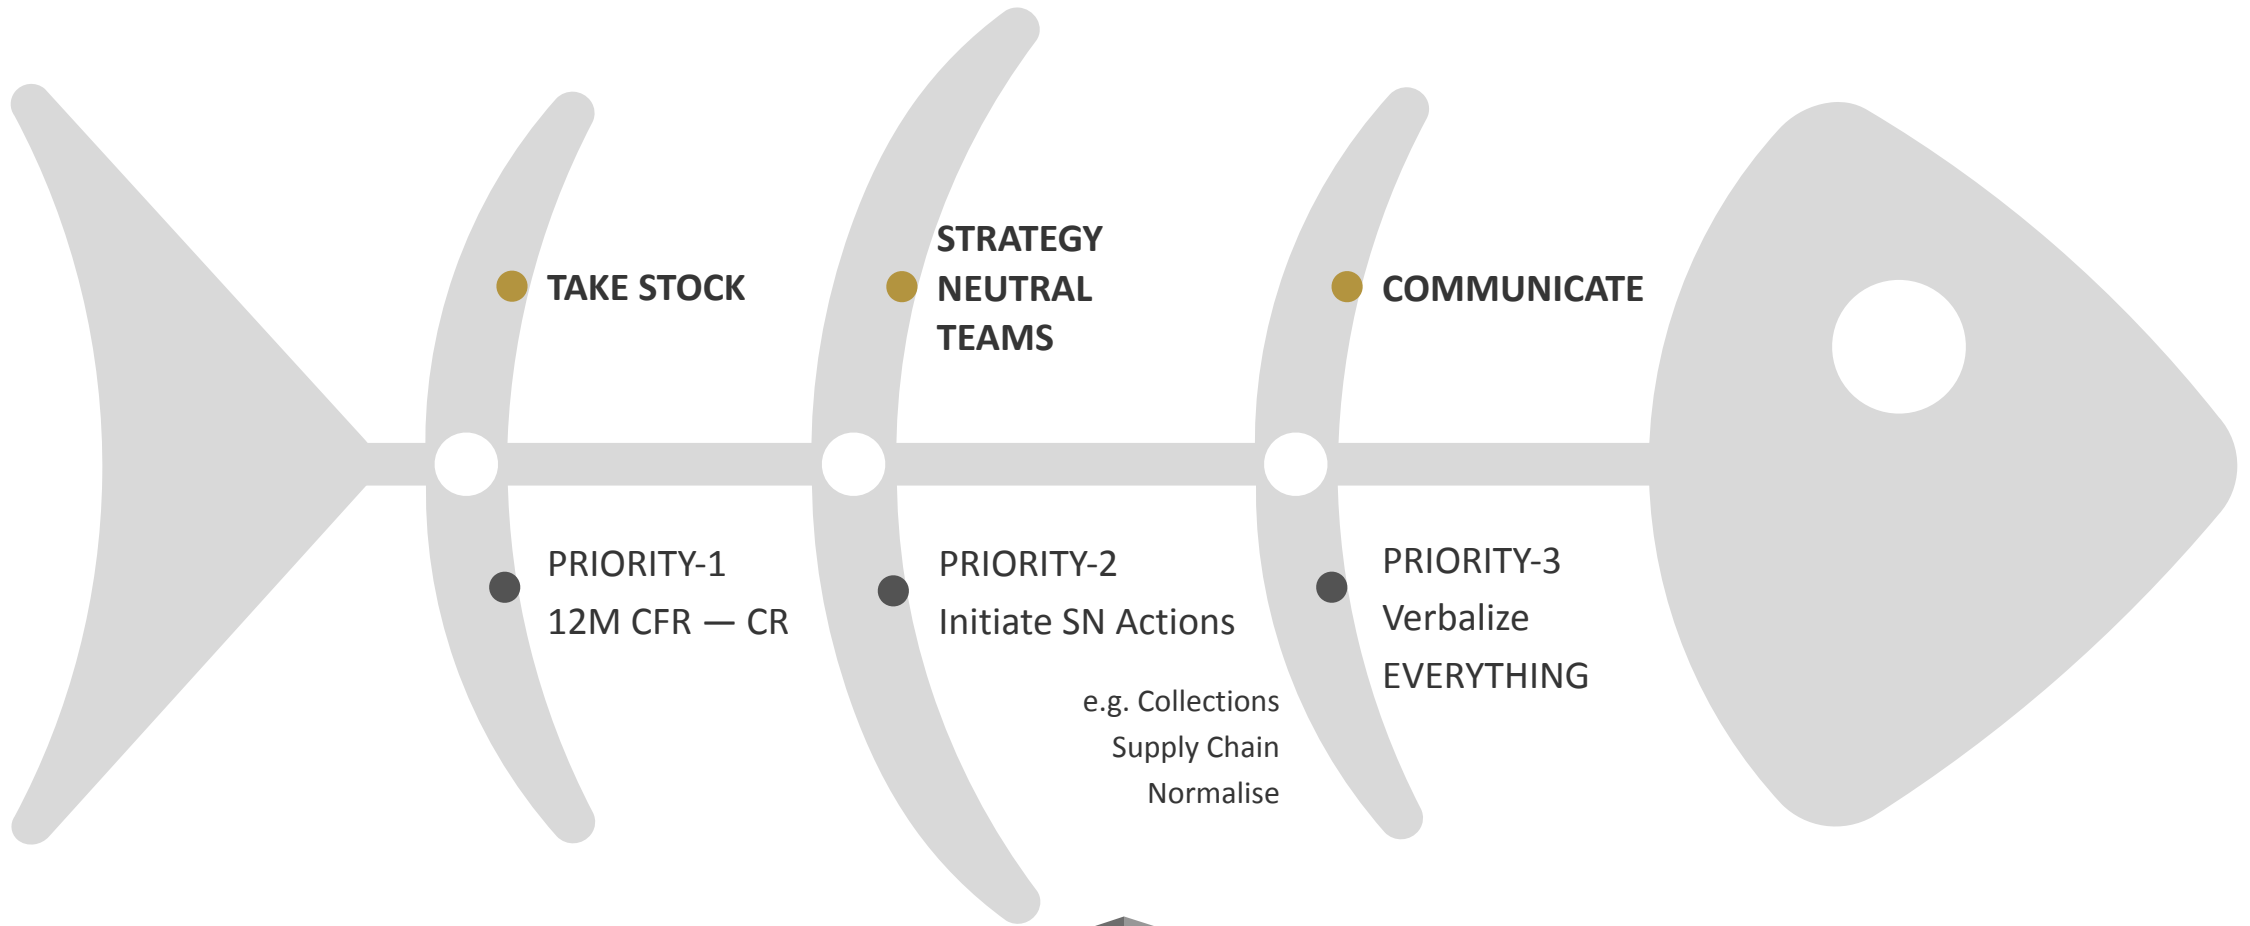 TAKE STOCK
STRATEGY
NEUTRAL
TEAMS
COMMUNICATE
PRIORITY-1
12M CFR — CR
PRIORITY-2
Initiate SN Actions
e.g. Collections
Supply Chain
Normalise
PRIORITY-3
Verbalize
EVERYTHING